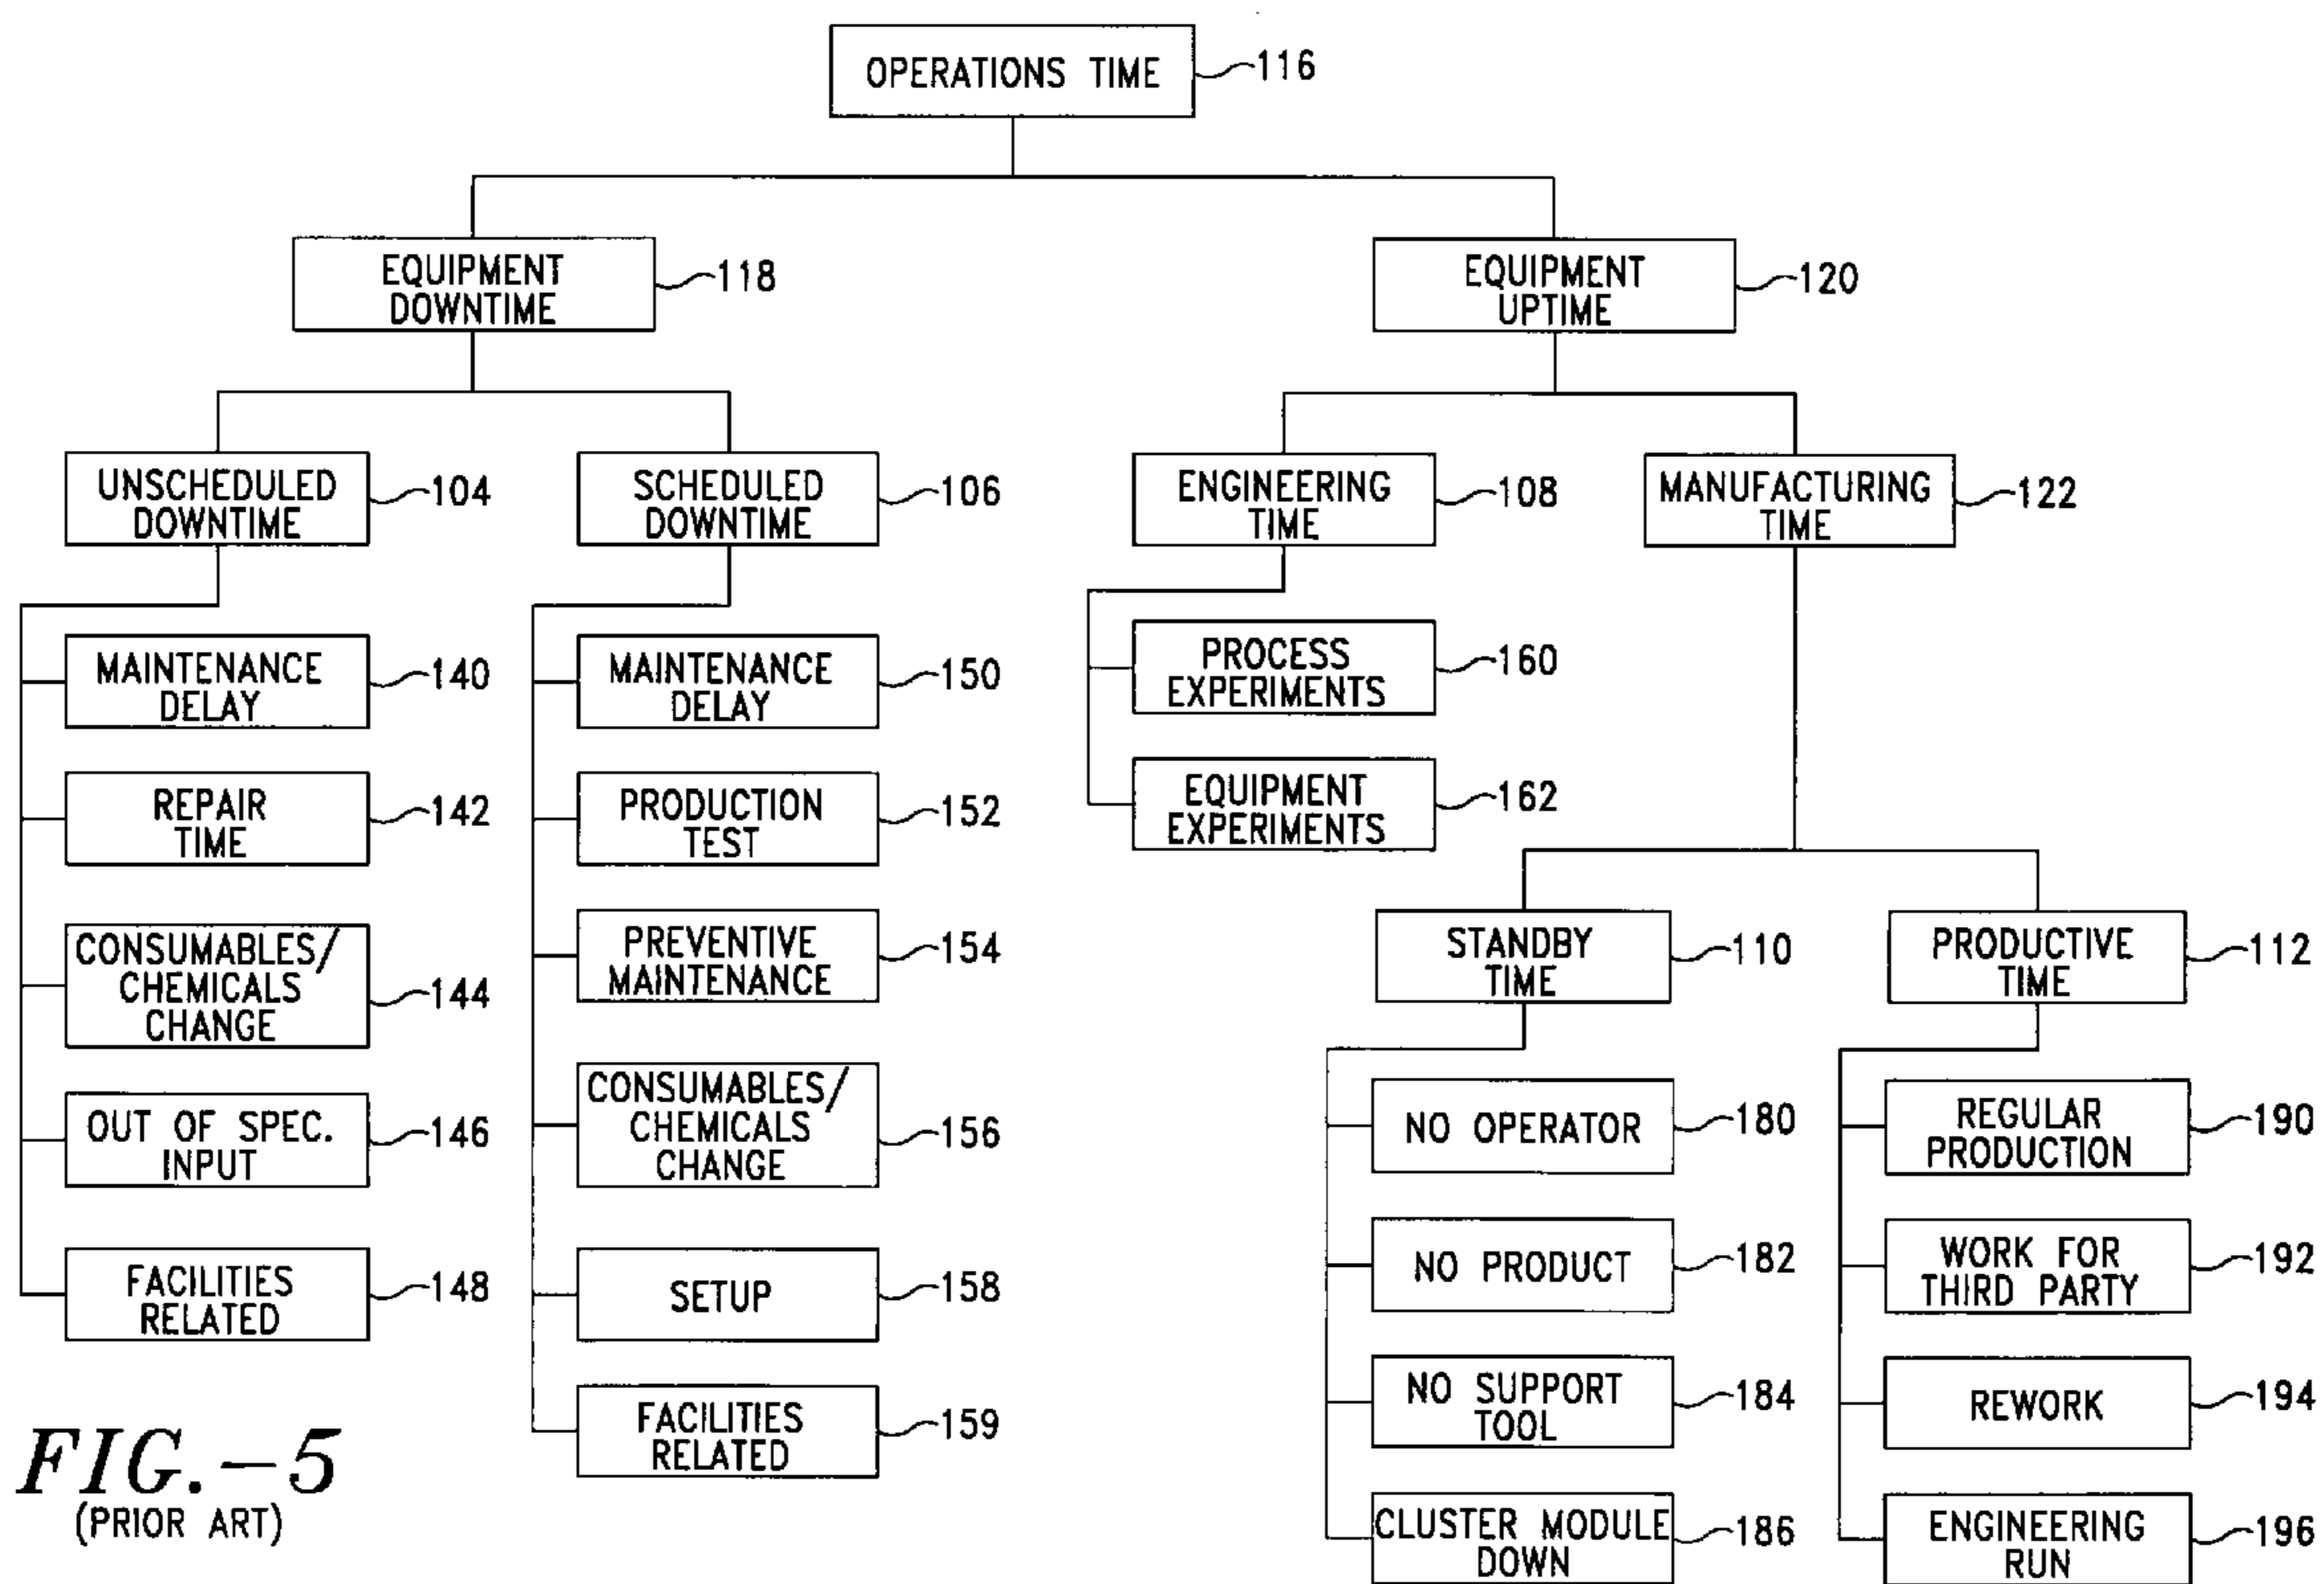 OPERATIONS TIME
116
EQUIPMENT
DOWNTIME
118
EQUIPMENT
UPTIME
120
UNSCHEDULED
DOWNTIME
104
SCHEDULED
DOWNTIME
106
ENGINEERING
TIME
108
MANUFACTURING
TIME
122
MAINTENANCE
DELAY
140
REPAIR
TIME
142
CONSUMABLES/
CHEMICALS
CHANGE
144
OUT OF SPEC.
INPUT
146
FACILITIES
RELATED
148
MAINTENANCE
DELAY
150
PRODUCTION
TEST
152
PREVENTIVE
MAINTENANCE
154
CONSUMABLES/
CHEMICALS
CHANGE
156
SETUP
158
FACILITIES
RELATED
159
PROCESS
EXPERIMENTS
160
EQUIPMENT
EXPERIMENTS
162
STANDBY
TIME
110
PRODUCTIVE
TIME
112
NO OPERATOR
180
NO PRODUCT
182
NO SUPPORT
TOOL
184
CLUSTER MODULE
DOWN
186
REGULAR
PRODUCTION
190
WORK FOR
THIRD PARTY
192
REWORK
194
ENGINEERING
RUN
196
FIG.-5
(PRIOR ART)